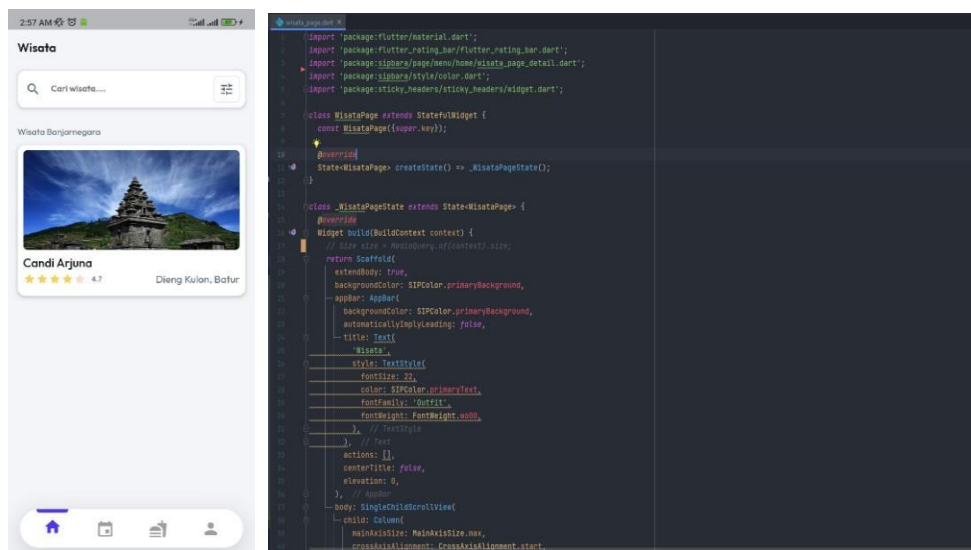 2:57 AM
Wisata
Cari wisata....
Wisata Banjarnegara
Candi Arjuna
4.7
Dieng Kulon, Batur
wisata_page.dart
import 'package:flutter/material.dart';
import 'package:flutter_rating_bar/flutter_rating_bar.dart';
import 'package:sipbara/page/menu/home/wisata_page_detail.dart';
import 'package:sipbara/style/color.dart';
import 'package:sticky_headers/sticky_headers/widget.dart';
class WisataPage extends StatefulWidget {
const WisataPage({super.key});
@override
State<WisataPage> createState() => _WisataPageState();
}
class _WisataPageState extends State<WisataPage> {
@override
Widget build(BuildContext context) {
// Size size = MediaQuery.of(context).size;
return Scaffold(
extendBody: true,
backgroundColor: SIPColor.primaryBackground,
appBar: AppBar(
backgroundColor: SIPColor.primaryBackground,
automaticallyImplyLeading: false,
title: Text(
'Wisata',
style: TextStyle(
fontSize: 22,
color: SIPColor.primaryText,
fontFamily: 'Outfit',
fontWeight: FontWeight.w600,
), // TextStyle
), // Text
actions: [],
centerTitle: false,
elevation: 0,
), // AppBar
body: SingleChildScrollView(
child: Column(
mainAxisSize: MainAxisSize.max,
crossAxisAlignment: CrossAxisAlignment.start,